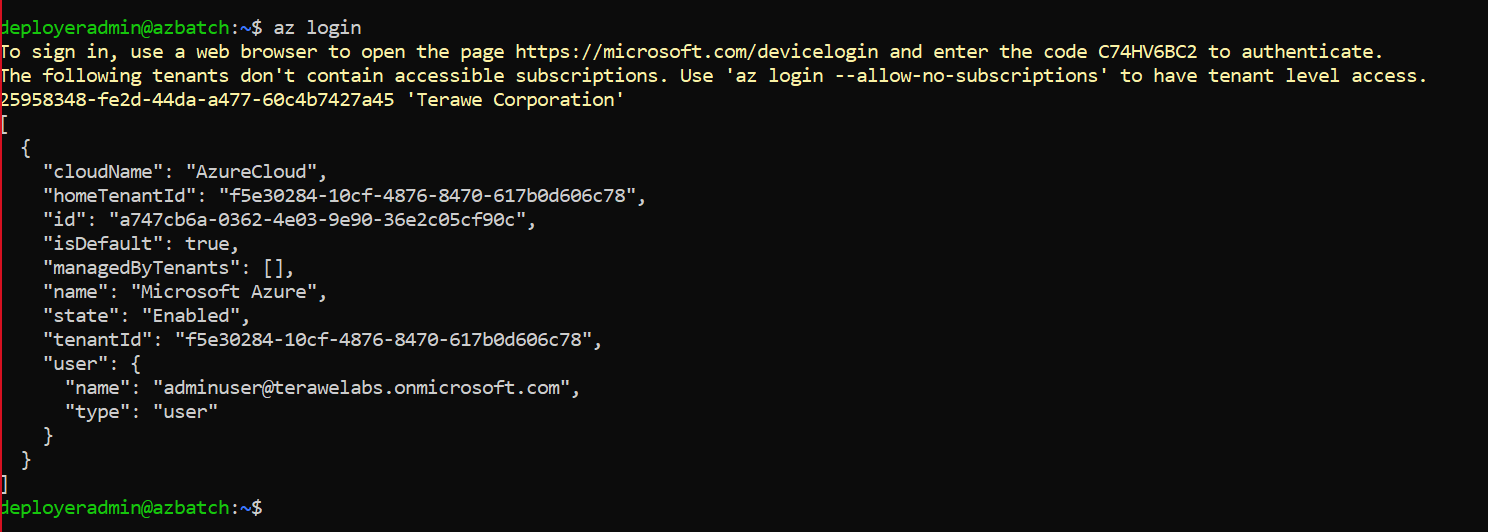 deployeradmin@azbatch:~$ az login
To sign in, use a web browser to open the page https://microsoft.com/devicelogin and enter the code C74HV6BC2 to authenticate.
The following tenants don't contain accessible subscriptions. Use 'az login --allow-no-subscriptions' to have tenant level access.
25958348-fe2d-44da-a477-60c4b7427a45 'Terawe Corporation'
[
  {
    "cloudName": "AzureCloud",
    "homeTenantId": "f5e30284-10cf-4876-8470-617b0d606c78",
    "id": "a747cb6a-0362-4e03-9e90-36e2c05cf90c",
    "isDefault": true,
    "managedByTenants": [],
    "name": "Microsoft Azure",
    "state": "Enabled",
    "tenantId": "f5e30284-10cf-4876-8470-617b0d606c78",
    "user": {
      "name": "adminuser@terawelabs.onmicrosoft.com",
      "type": "user"
    }
  }
]
deployeradmin@azbatch:~$